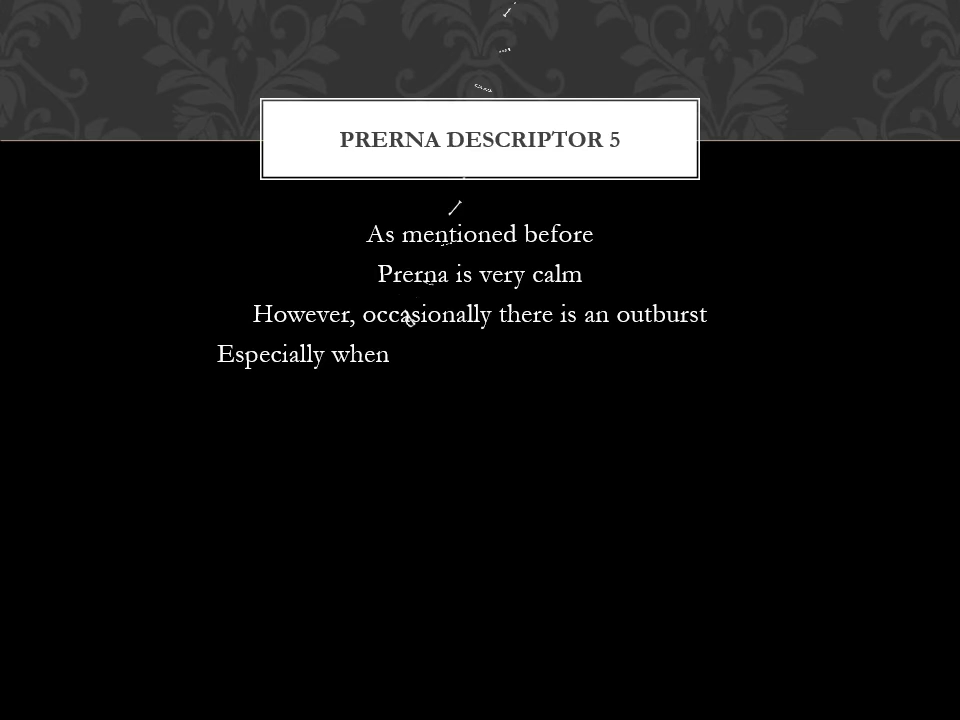 PRERNA DESCRIPTOR 5
As mentioned before
Prerna is very calm
However, occasionally there is an outburst
Especially when